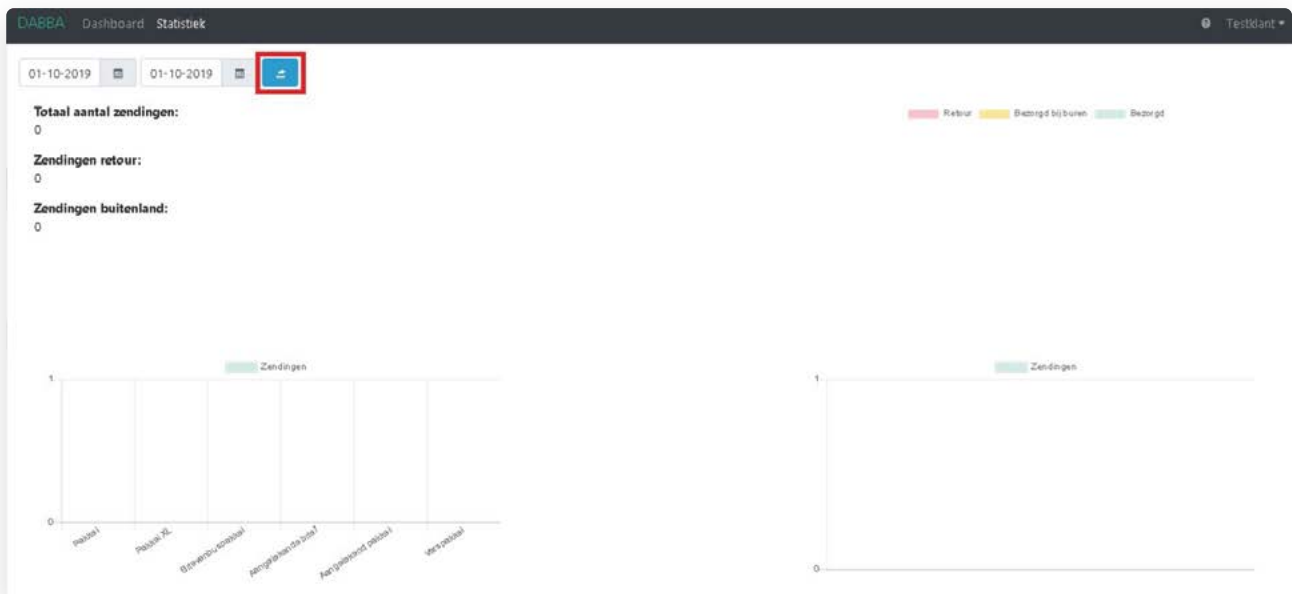 DABBA Dashboard Statistiek Testklant
01-10-2019 01-10-2019
Totaal aantal zendingen:
0
Zendingen retour:
0
Zendingen buitenland:
0
Retour Bezorgd bij buren Bezorgd
Zendingen
1
0
Pakket
Pakket XL
Brievenbuspakket
Aangetekende brief
Aangetekend pakket
Verspakket
Zendingen
1
0